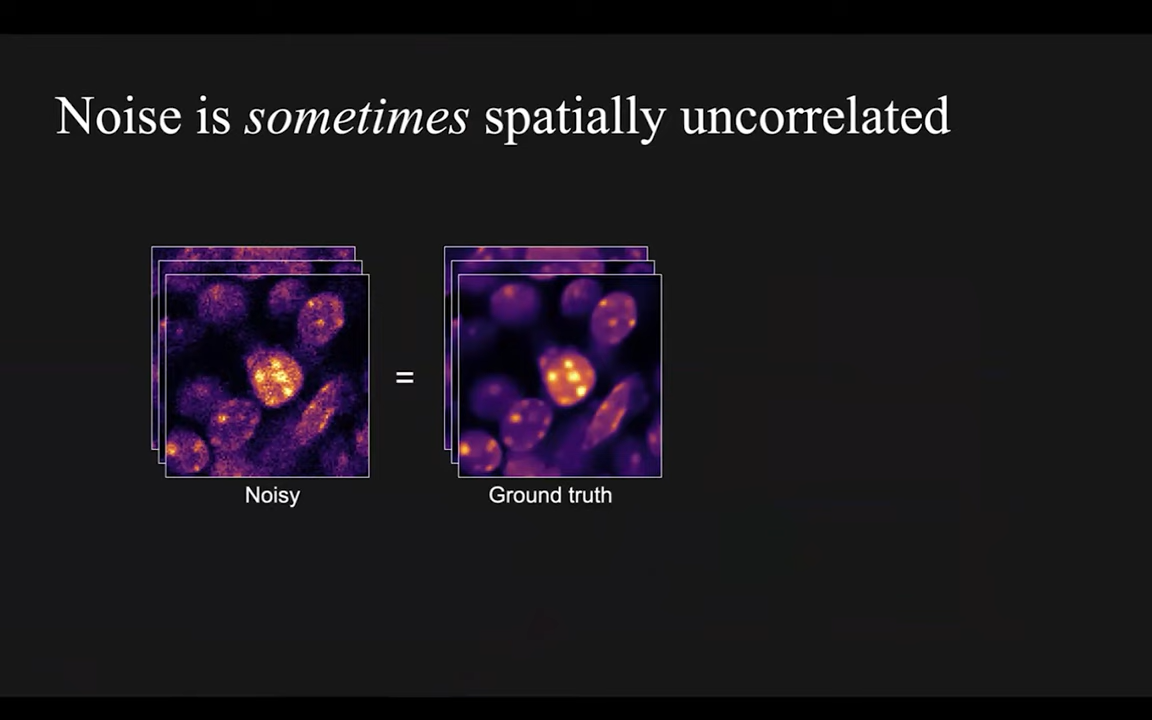 Noise is sometimes spatially uncorrelated
=
Noisy
Ground truth